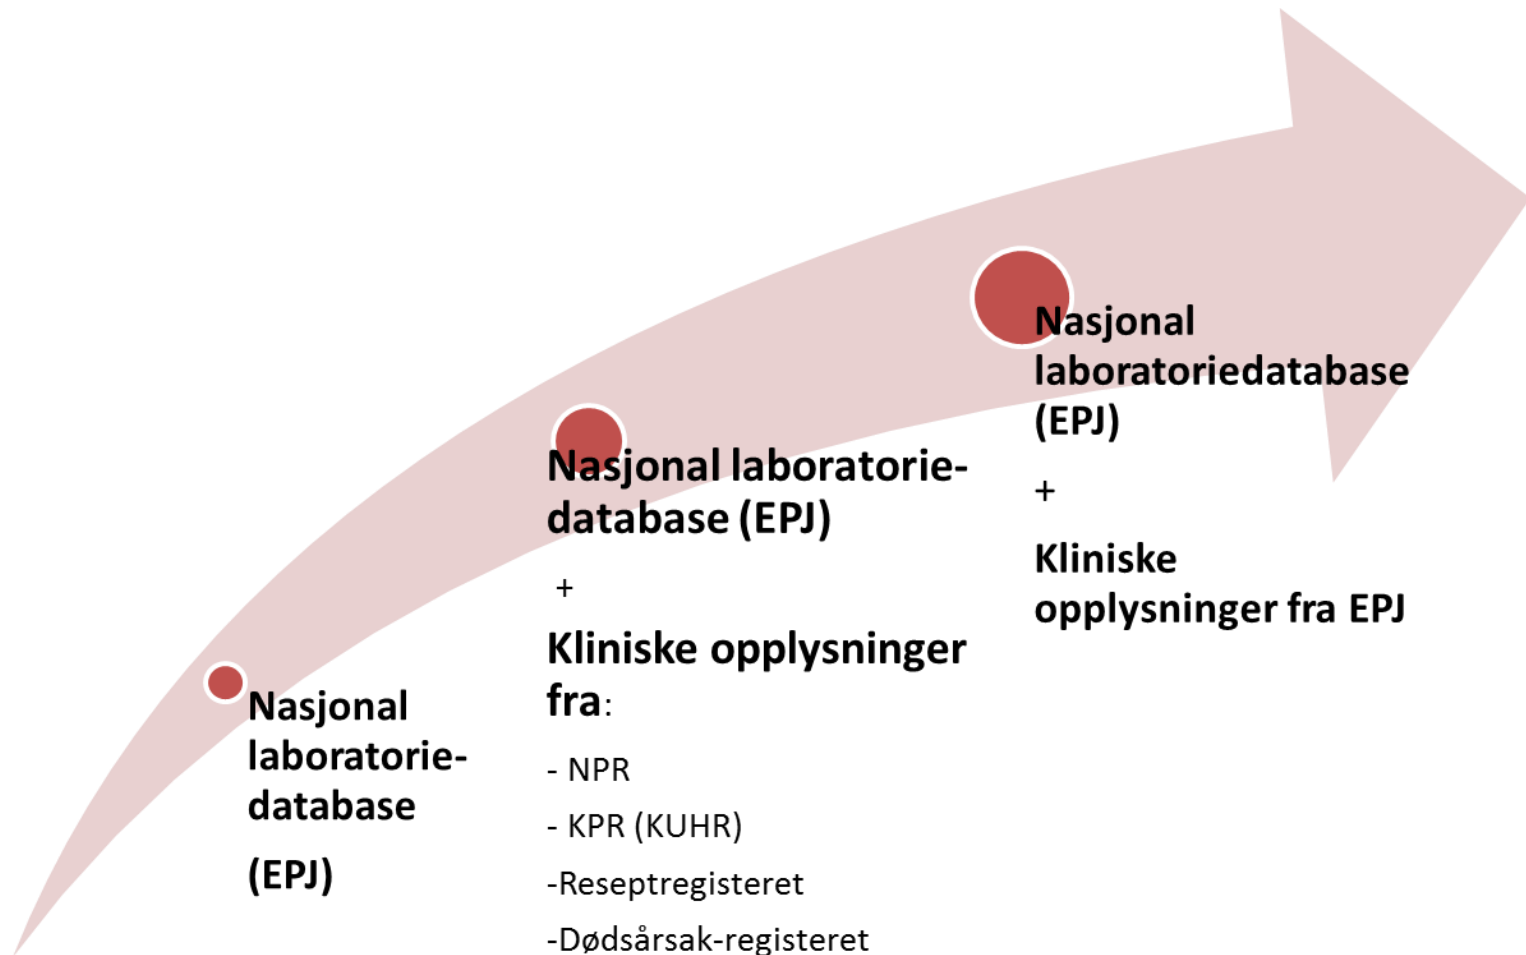 Nasjonal
laboratorie-
database
(EPJ)
Nasjonal laboratorie-
database (EPJ)
+
Kliniske opplysninger
fra:
- NPR
- KPR (KUHR)
-Reseptregisteret
-Dødsårsak-registeret
Nasjonal
laboratoriedatabase
(EPJ)
+
Kliniske
opplysninger fra EPJ